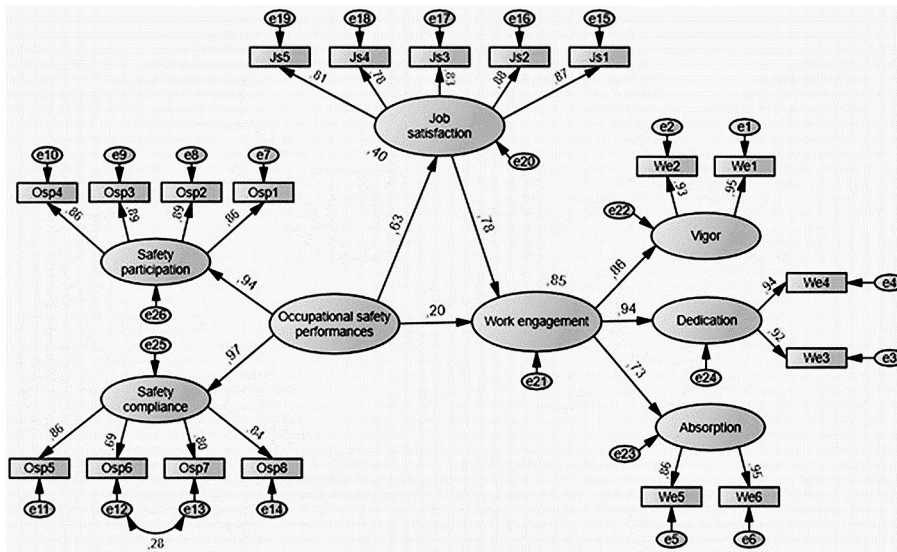 e19
e18
e17
e16
e15
Js5
Js4
Js3
Js2
Js1
,81
,78
,83
,88
,87
Job
satisfaction
,40
e20
e10
e9
e8
e7
Osp4
Osp3
Osp2
Osp1
,86
,89
,86
Safety
participation
e26
,94
,63
,78
e2
e1
We2
We1
,93
,95
e22
Vigor
,85
,86
Occupational safety
performances
,20
Work engagement
e21
,94
Dedication
e24
,94
,92
We4
e4
We3
e3
,73
e25
,97
Safety
compliance
,86
,69
,80
,84
Osp5
Osp6
Osp7
Osp8
e11
e12
e13
e14
,28
Absorption
e23
,95
We5
We6
e5
e6